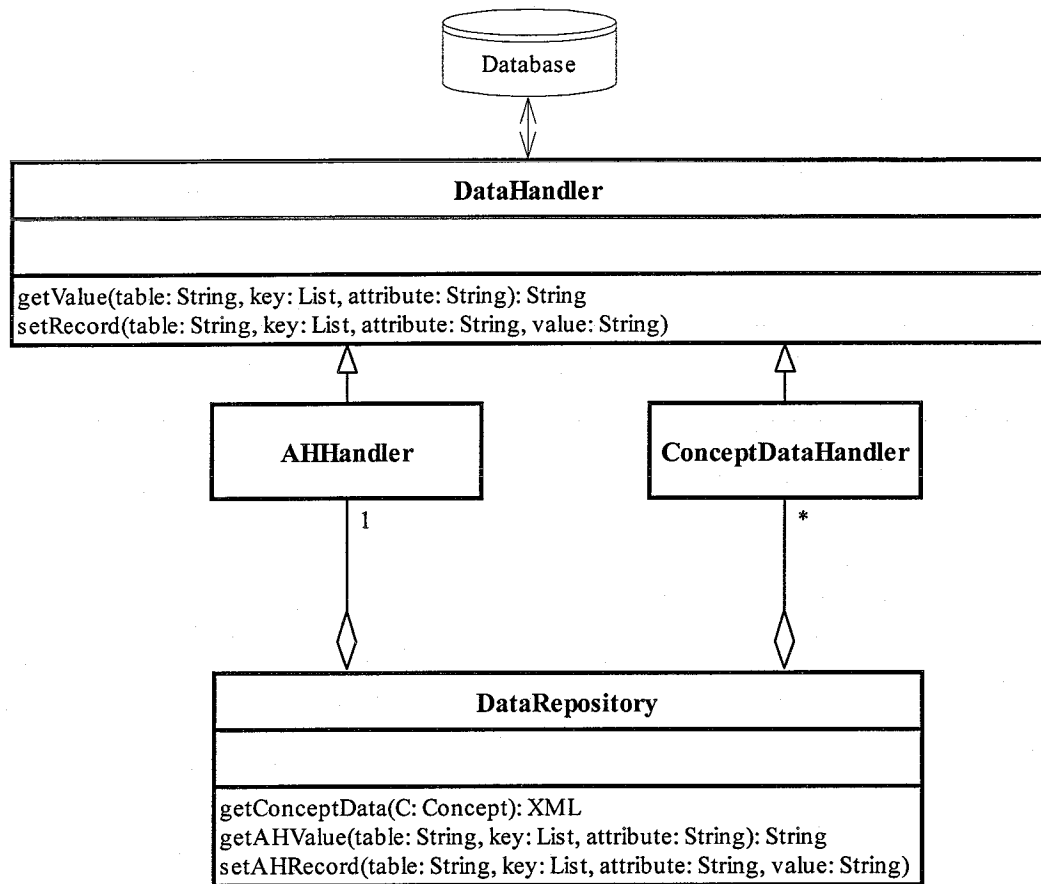 Database
DataHandler
getValue(table: String, key: List, attribute: String): String
setRecord(table: String, key: List, attribute: String, value: String)
AHHandler
ConceptDataHandler
1
*
DataRepository
getConceptData(C: Concept): XML
getAHValue(table: String, key: List, attribute: String): String
setAHRecord(table: String, key: List, attribute: String, value: String)